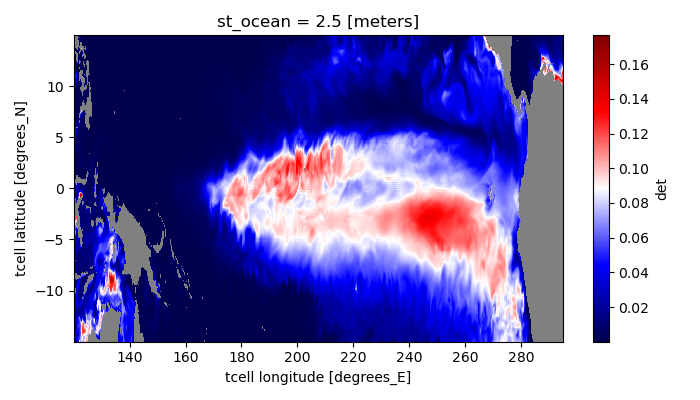 st_ocean = 2.5 [meters]
tcell latitude [degrees_N]
10
5
0
−5
−10
140 160 180 200 220 240 260 280
tcell longitude [degrees_E]
0.16
0.14
0.12
0.10
0.08
0.06
0.04
0.02
det